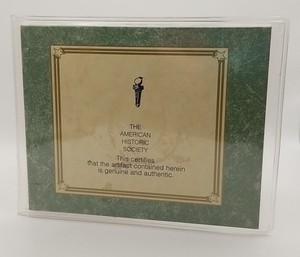 THE
AMERICAN
HISTORIC
SOCIETY
This certifies
that the artifact contained herein
is genuine and authentic.